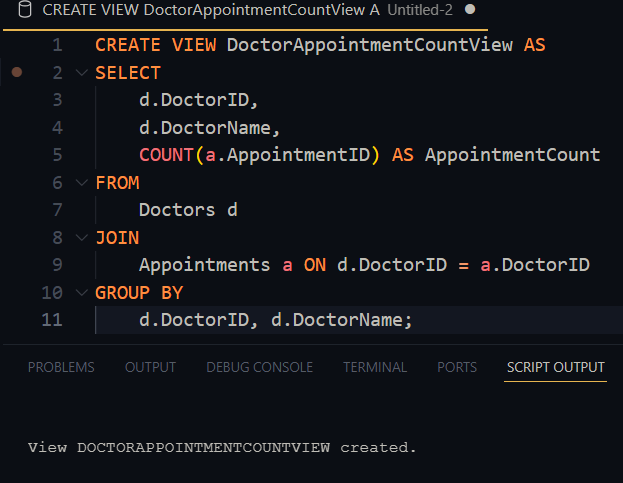 CREATE VIEW DoctorAppointmentCountView A Untitled-2
1 CREATE VIEW DoctorAppointmentCountView AS
2 SELECT
3 d.DoctorID,
4 d.DoctorName,
5 COUNT(a.AppointmentID) AS AppointmentCount
6 FROM
7 Doctors d
8 JOIN
9 Appointments a ON d.DoctorID = a.DoctorID
10 GROUP BY
11 d.DoctorID, d.DoctorName;
PROBLEMS OUTPUT DEBUG CONSOLE TERMINAL PORTS SCRIPT OUTPUT
View DOCTORAPPOINTMENTCOUNTVIEW created.